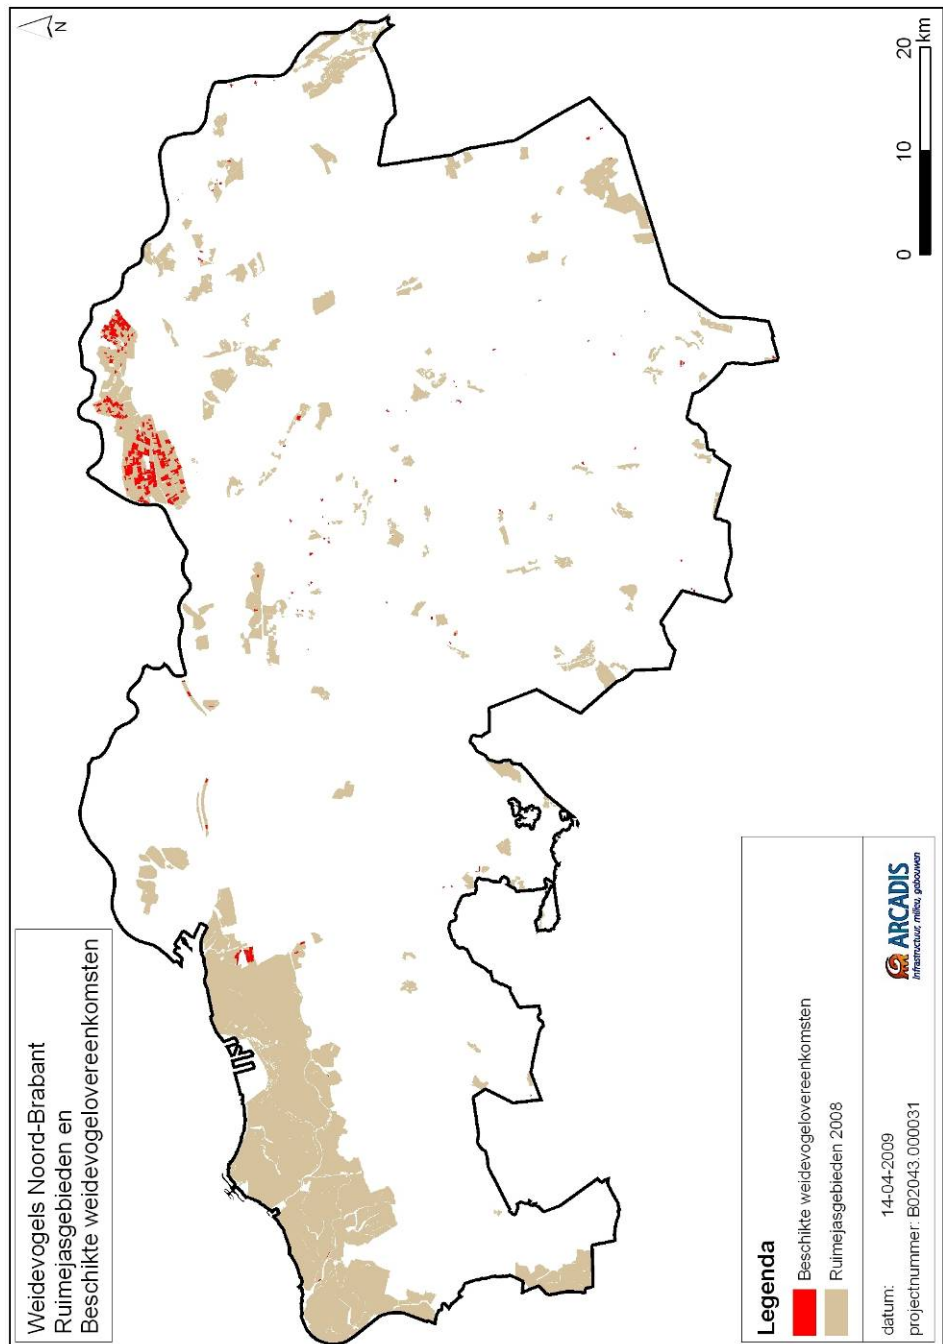 Weidevogels Noord-Brabant
Ruimejasgebieden en
Beschikte weidevogelovereenkomsten
N
0 10 20
km
Legenda
Beschikte weidevogelovereenkomsten
Ruimejasgebieden 2008
datum: 14-04-2009
projectnummer: B02043.000031
ARCADIS
Infrastructuur, milieu, gebouwen